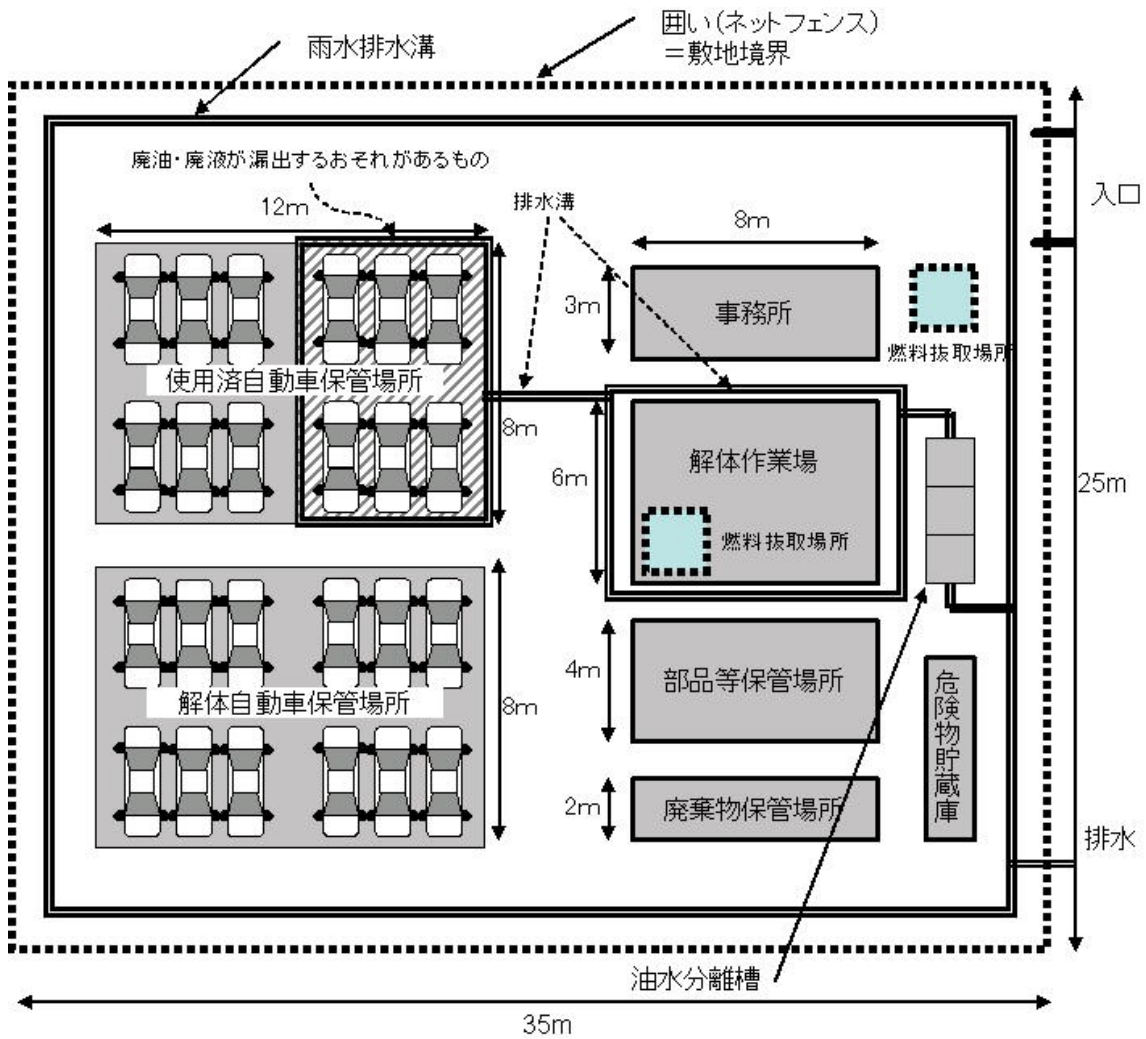 囲い(ネットフェンス)
=敷地境界
雨水排水溝
廃油・廃液が漏出するおそれがあるもの
12m
排水溝
8m
入口
3m
事務所
燃料抜取場所
使用済自動車保管場所
8m
6m
解体作業場
燃料抜取場所
25m
解体自動車保管場所
8m
4m
部品等保管場所
危険物貯蔵庫
2m
廃棄物保管場所
排水
油水分離槽
35m